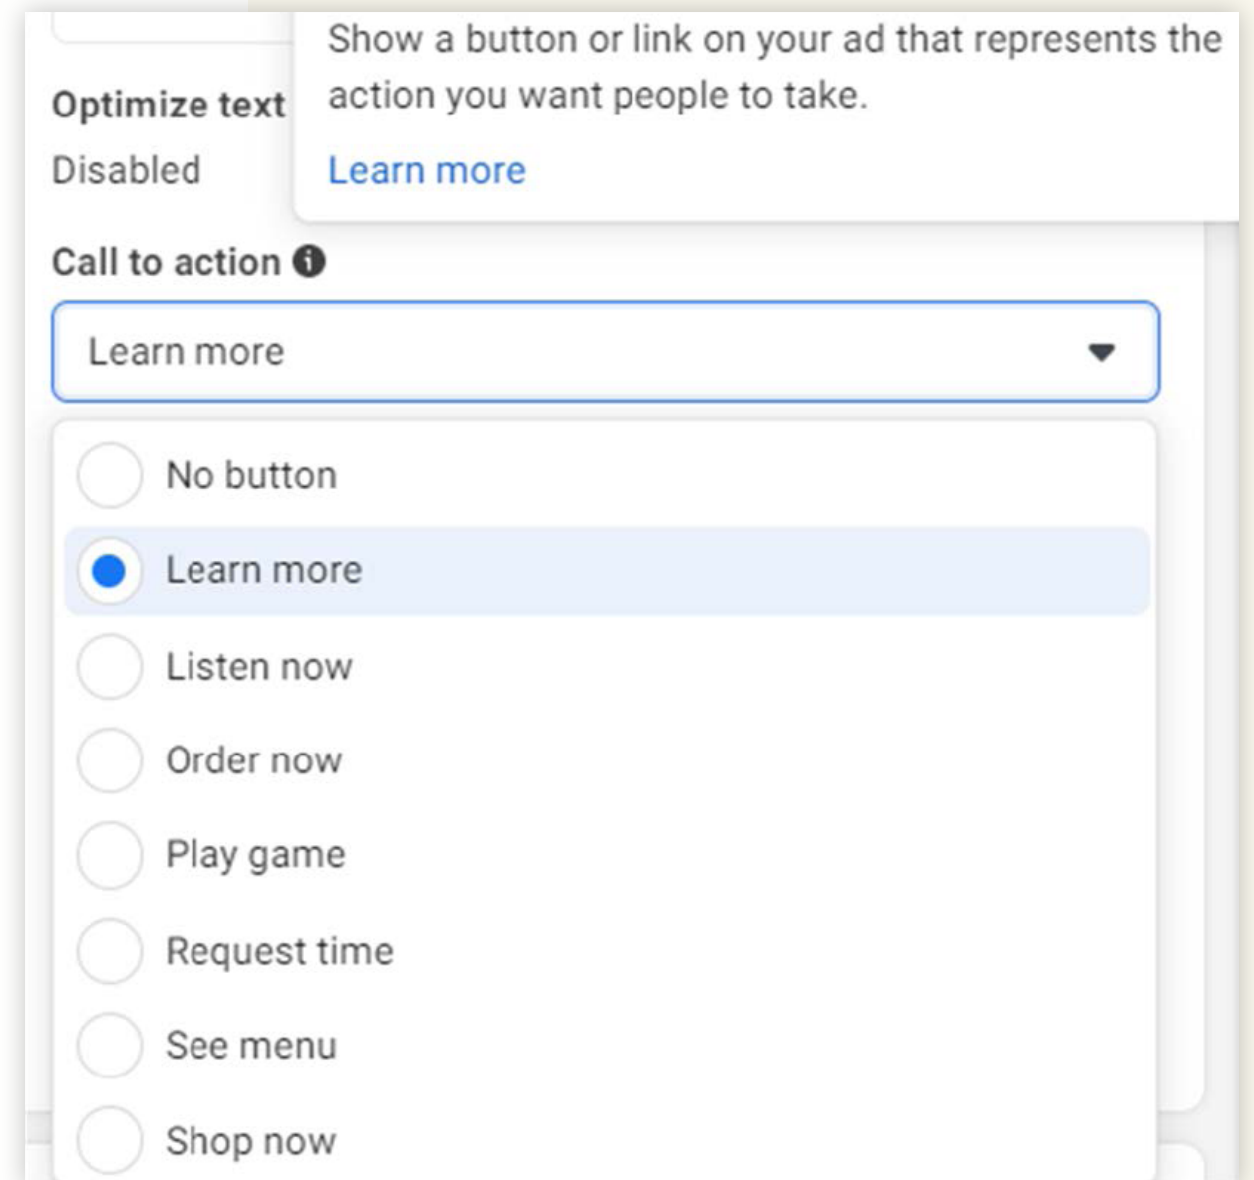 Show a button or link on your ad that represents the
action you want people to take.
Learn more
Optimize text
Disabled
Call to action
Learn more
No button
Learn more
Listen now
Order now
Play game
Request time
See menu
Shop now